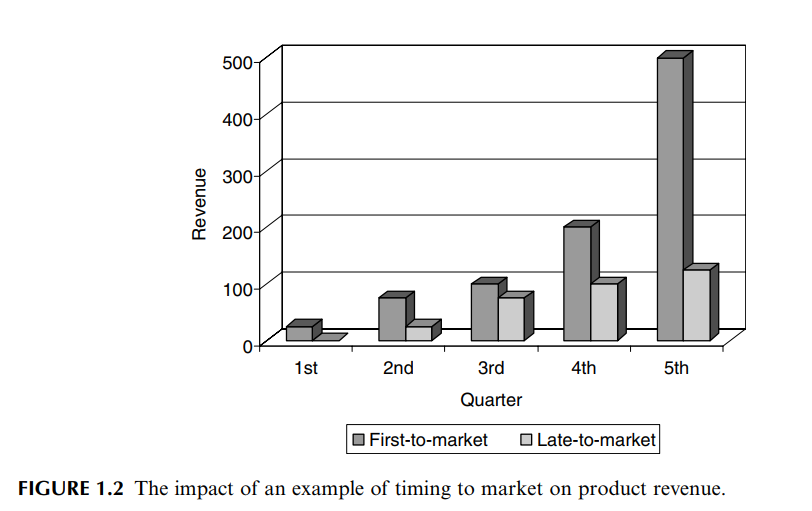 500
400
300
200
100
0
Revenue
1st 2nd 3rd 4th 5th
Quarter
First-to-market Late-to-market
FIGURE 1.2 The impact of an example of timing to market on product revenue.